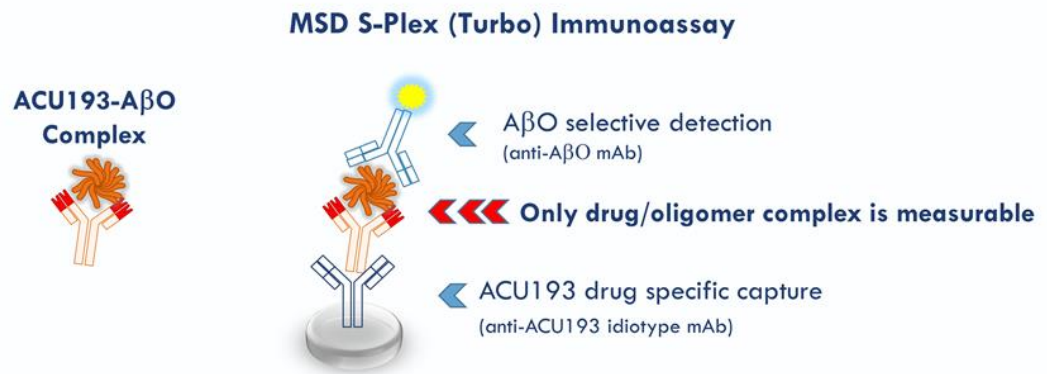 MSD S-Plex (Turbo) Immunoassay
ACU193-AβO
Complex
AβO selective detection
(anti-AβO mAb)
Only drug/oligomer complex is measurable
ACU193 drug specific capture
(anti-ACU193 idiotype mAb)